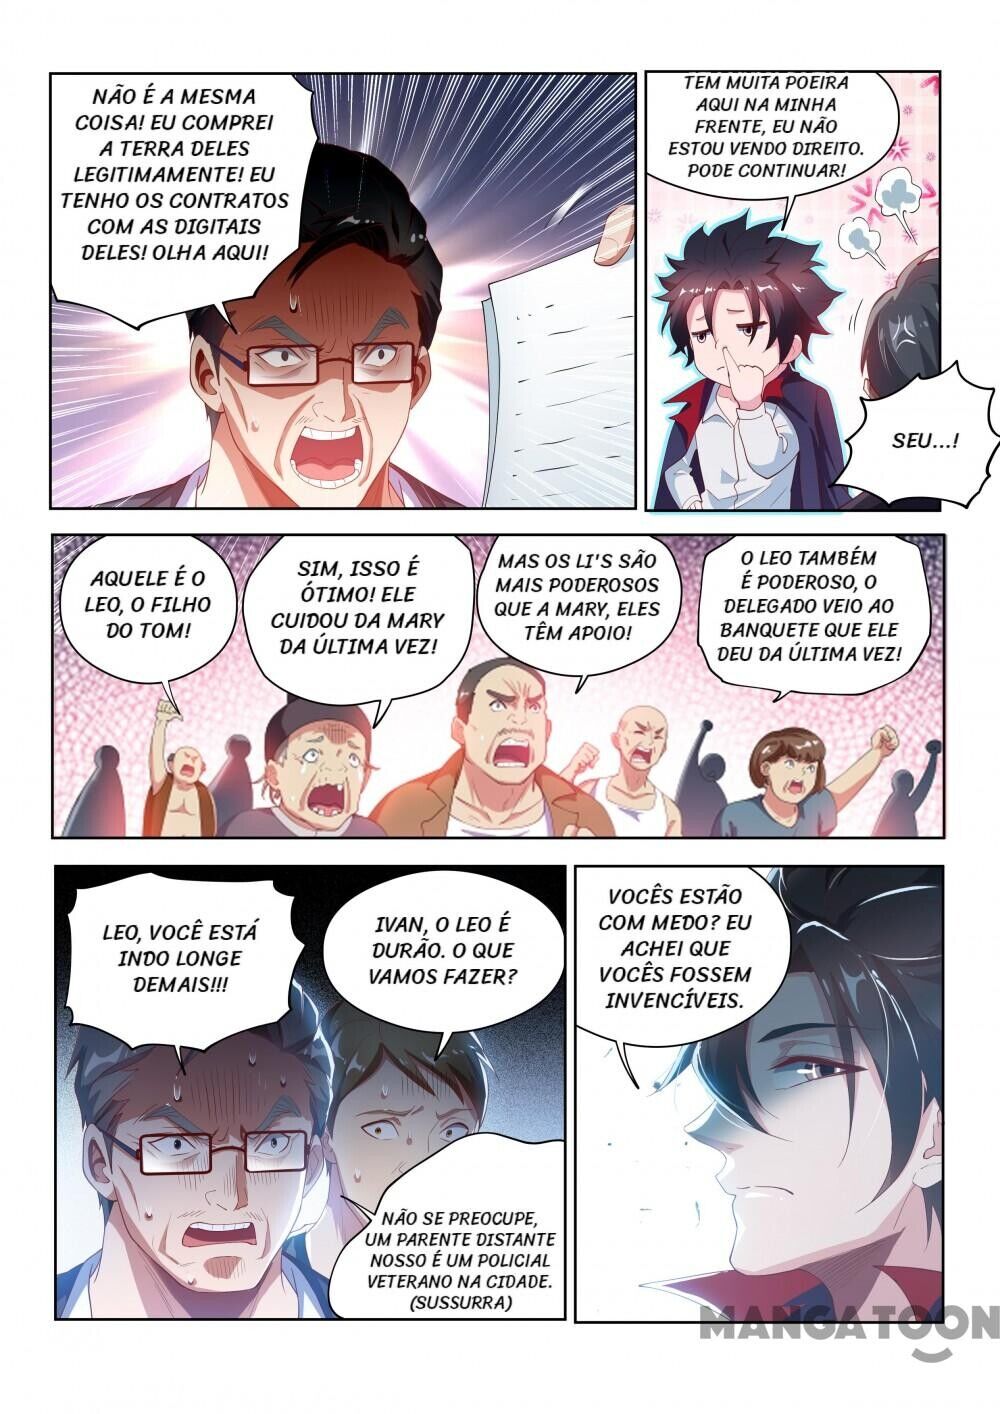 NÃO É A MESMA
COISA! EU COMPREI
A TERRA DELES
LEGITIMAMENTE! EU
TENHO OS CONTRATOS
COM AS DIGITAIS
DELES! OLHA AQUI!
TEM MUITA POEIRA
AQUI NA MINHA
FRENTE, EU NÃO
ESTOU VENDO DIREITO.
PODE CONTINUAR!
SEU...!
AQUELE É O
LEO, O FILHO
DO TOM!
SIM, ISSO É
ÓTIMO! ELE
CUIDOU DA MARY
DA ÚLTIMA VEZ!
MAS OS LI'S SÃO
MAIS PODEROSOS
QUE A MARY, ELES
TÊM APOIO!
O LEO TAMBÉM
É PODEROSO, O
DELEGADO VEIO AO
BANQUETE QUE ELE
DEU DA ÚLTIMA VEZ!
LEO, VOCÊ ESTÁ
INDO LONGE
DEMAIS!!!
IVAN, O LEO É
DURÃO. O QUE
VAMOS FAZER?
NÃO SE PREOCUPE,
UM PARENTE DISTANTE
NOSSO É UM POLICIAL
VETERANO NA CIDADE.
(SUSSURRA)
VOCÊS ESTÃO
COM MEDO? EU
ACHEI QUE
VOCÊS FOSSEM
INVENCÍVEIS.
MANGATOON